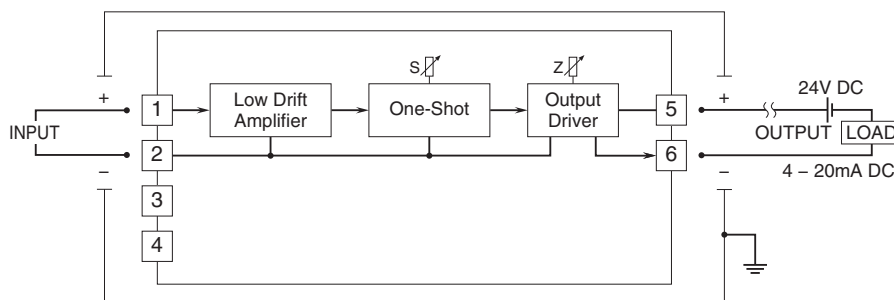 S
Z
24V DC
+
+
1
Low Drift
Amplifier
One-Shot
Output
Driver
5
INPUT
OUTPUT
LOAD
2
6
−
−
4 – 20mA DC
3
4